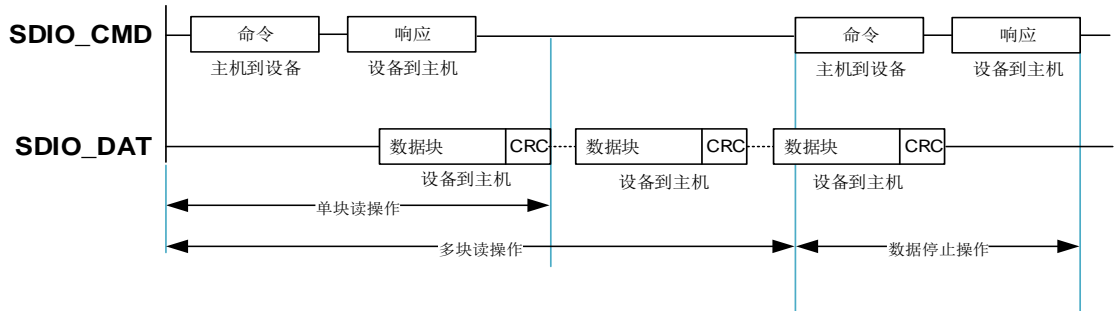 SDIO_CMD 命令 响应 命令 响应
主机到设备 设备到主机 主机到设备 设备到主机
SDIO_DAT 数据块 CRC 数据块 CRC 数据块 CRC
设备到主机 设备到主机 设备到主机
单块读操作
多块读操作 数据停止操作